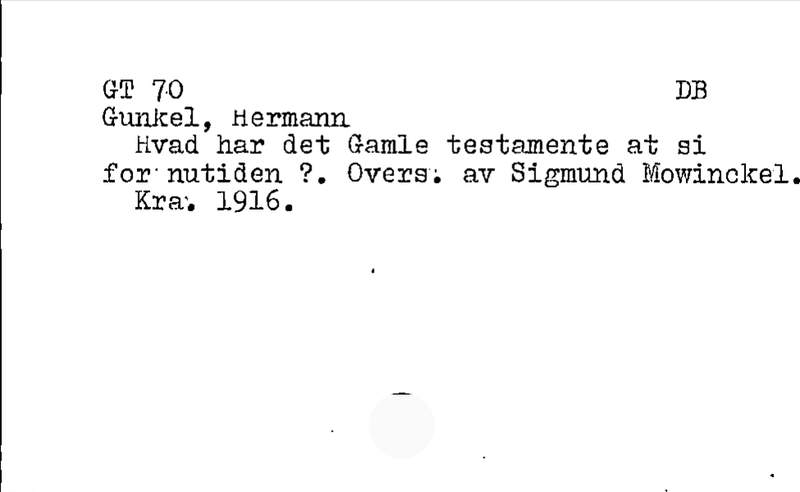 GT 70 DB
Gunkel, Hermann
Hvad har det Gamle testamente at si
for nutiden ?. Overs. av Sigmund Mowinckel.
Kra. 1916.